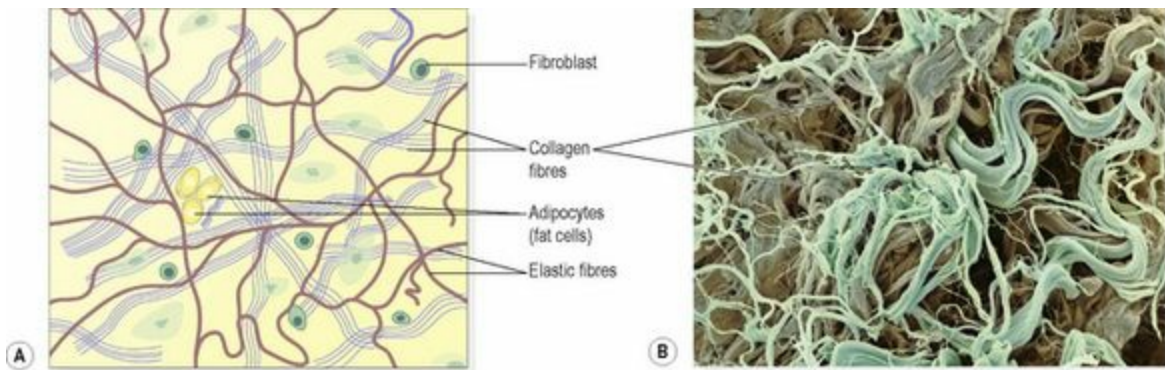 Fibroblast
Collagen
fibres
Adipocytes
(fat cells)
Elastic fibres
A
B